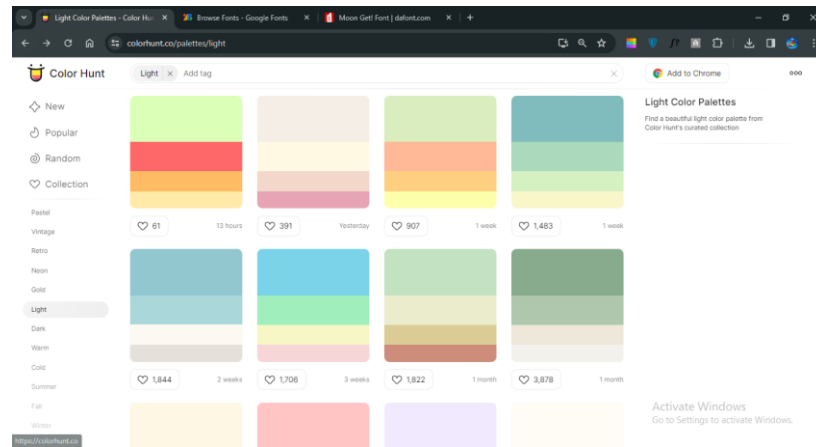 Light Color Palettes - Color Hun
Browse Fonts - Google Fonts
Moon Get! Font | dafont.com
colorhunt.co/palettes/light
Color Hunt
Light
Add tag
Add to Chrome
New
Popular
Random
Collection
Pastel
Vintage
Retro
Neon
Gold
Light
Dark
Warm
Cold
Summer
Fall
Winter
61 13 hours
391 Yesterday
907 1 week
1,483 1 week
1,844 2 weeks
1,706 3 weeks
1,822 1 month
3,878 1 month
Light Color Palettes
Find a beautiful light color palette from
Color Hunt's curated collection
Activate Windows
Go to Settings to activate Windows.
https://colorhunt.co